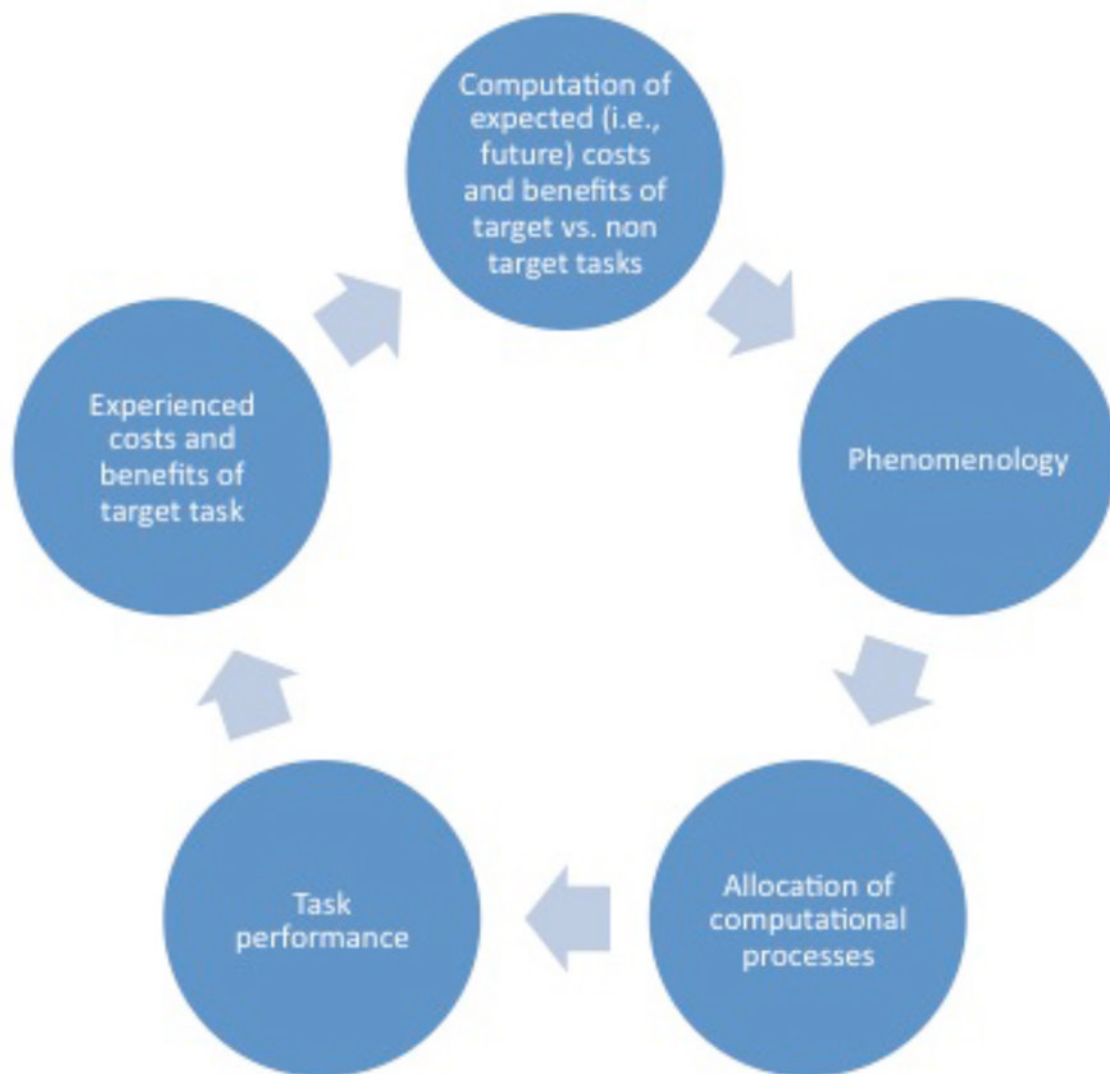 Computation of
expected (i.e.,
future) costs
and benefits of
target vs. non
target tasks
Phenomenology
Allocation of
computational
processes
Task
performance
Experienced
costs and
benefits of
target task